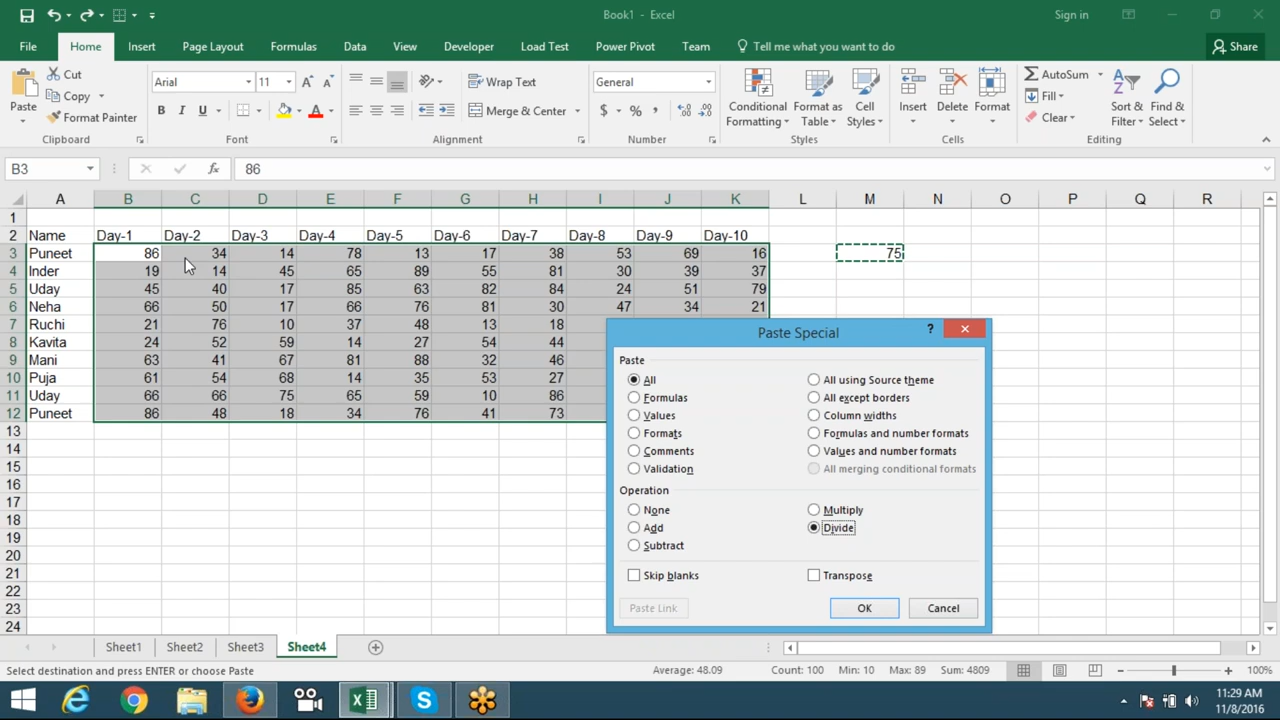 Book1 - Excel
Sign in
File Home Insert Page Layout Formulas Data View Developer Load Test Power Pivot Team Tell me what you want to do Share
Paste
Cut
Copy
Format Painter
Clipboard
Arial 11
B I U
Font
Wrap Text
Merge & Center
Alignment
General
$ % ,
Number
Conditional Formatting
Format as Table
Cell Styles
Styles
Insert
Delete
Format
Cells
AutoSum
Fill
Clear
Sort & Filter
Find & Select
Editing
B3 fx 86
A B C D E F G H I J K L M N O P Q R
1
2 Name Day-1 Day-2 Day-3 Day-4 Day-5 Day-6 Day-7 Day-8 Day-9 Day-10
3 Puneet 86 34 14 78 13 17 38 53 69 16 75
4 Inder 19 14 45 65 89 55 81 30 39 37
5 Uday 45 40 17 85 63 82 84 24 51 79
6 Neha 66 50 17 66 76 81 30 47 34 21
7 Ruchi 21 76 10 37 48 13 18
8 Kavita 24 52 59 14 27 54 44
9 Mani 63 41 67 81 88 32 46
10 Puja 61 54 68 14 35 53 27
11 Uday 66 66 75 65 59 10 86
12 Puneet 86 48 18 34 76 41 73
13
14
15
16
17
18
19
20
21
22
23
24
Paste Special
?
Paste
All All using Source theme
Formulas All except borders
Values Column widths
Formats Formulas and number formats
Comments Values and number formats
Validation All merging conditional formats
Operation
None Multiply
Add Divide
Subtract
Skip blanks Transpose
Paste Link OK Cancel
Sheet1 Sheet2 Sheet3 Sheet4
Select destination and press ENTER or choose Paste Average: 48.09 Count: 100 Min: 10 Max: 89 Sum: 4809 100%
11:29 AM
11/8/2016